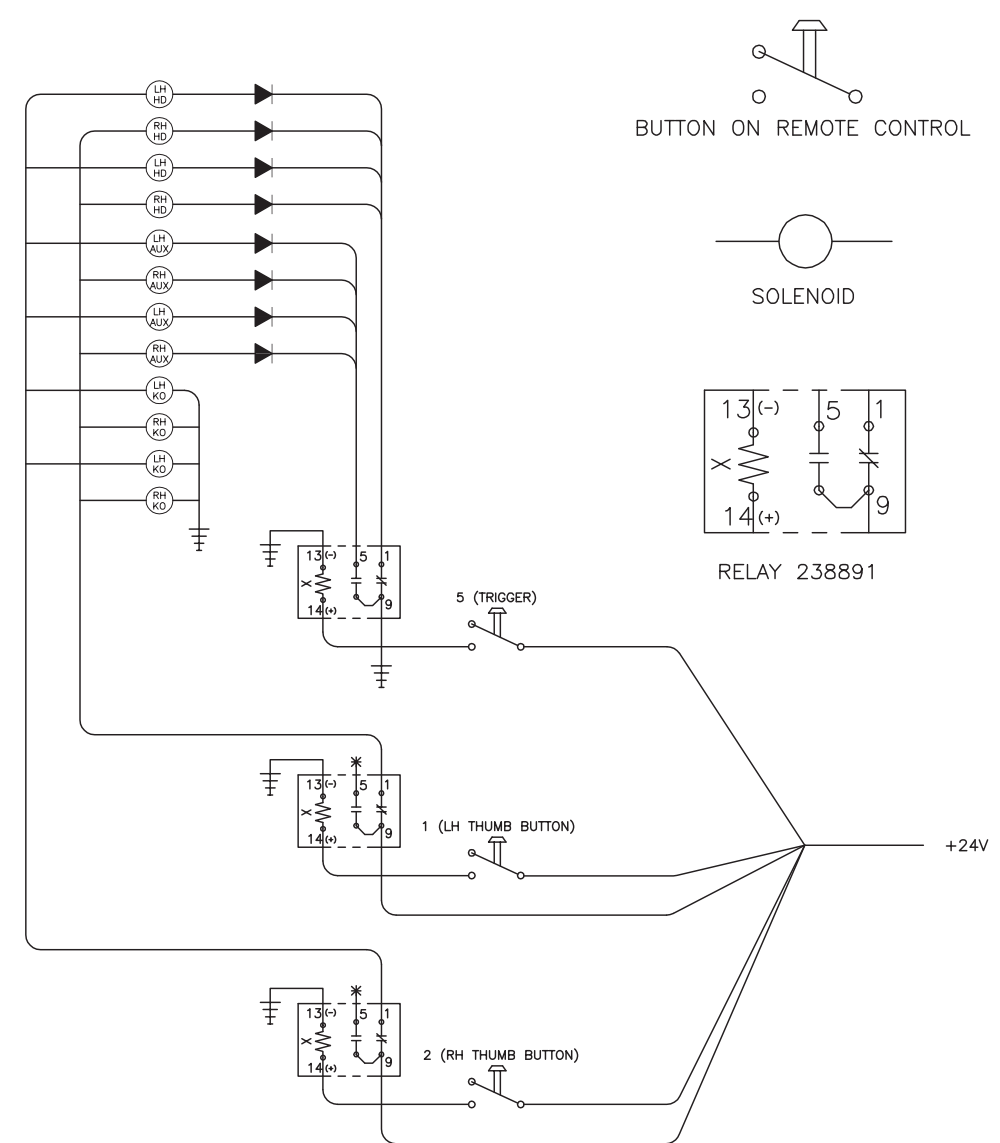 BUTTON ON REMOTE CONTROL
SOLENOID
13 (-)
5
1
X
14 (+)
9
RELAY 238891
LH
HD
RH
HD
LH
HD
RH
HD
LH
AUX
RH
AUX
LH
AUX
RH
AUX
LH
KO
RH
KO
LH
KO
RH
KO
13 (-)
5
1
X
14 (+)
9
5 (TRIGGER)
13 (-)
5
1
X
14 (+)
9
1 (LH THUMB BUTTON)
+24V
13 (-)
5
1
X
14 (+)
9
2 (RH THUMB BUTTON)